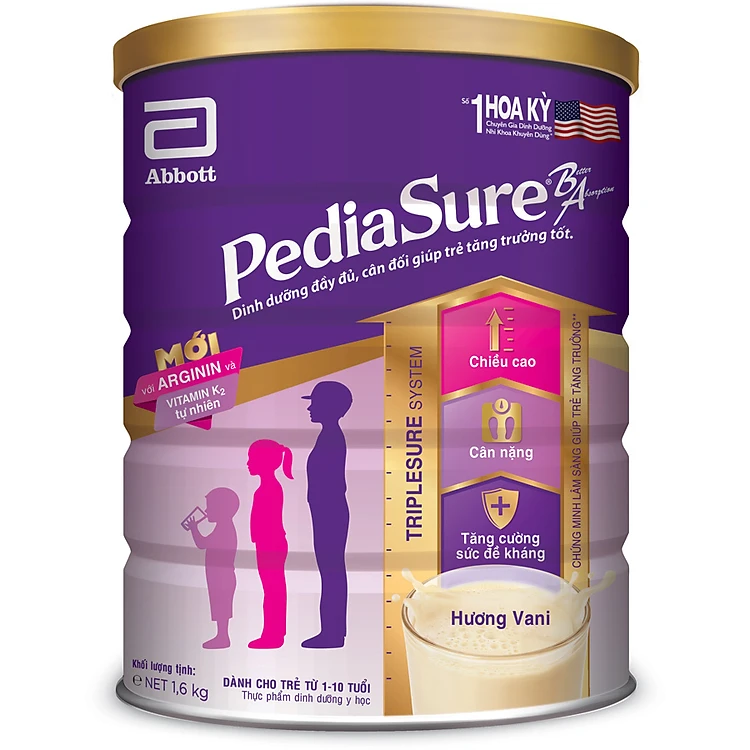 Abbott
Số 1 HOA KỲ
Chuyên Gia Dinh Dưỡng
Nhi Khoa Khuyên Dùng*
PediaSure® BA
Better
Absorption
Dinh dưỡng đầy đủ, cân đối giúp trẻ tăng trưởng tốt.
MỚI
với ARGININ và
VITAMIN K2
tự nhiên
TRIPLESURE SYSTEM
Chiều cao
Cân nặng
Tăng cường
sức đề kháng
CHỨNG MINH LÂM SÀNG GIÚP TRẺ TĂNG TRƯỞNG**
Hương Vani
Khối lượng tịnh:
℮ NET 1,6 kg
DÀNH CHO TRẺ TỪ 1-10 TUỔI
Thực phẩm dinh dưỡng y học